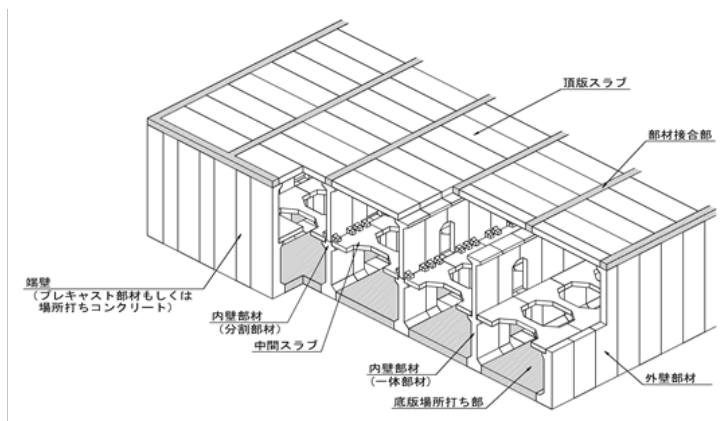 頂版スラブ
部材接合部
端壁
（プレキャスト部材もしくは
場所打ちコンクリート）
内壁部材
（分割部材）
中間スラブ
内壁部材
（一体部材）
底版場所打ち部
外壁部材